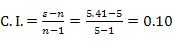 C. I. = (ε−n)/(n−1) = (5.41−5)/(5−1) = 0.10